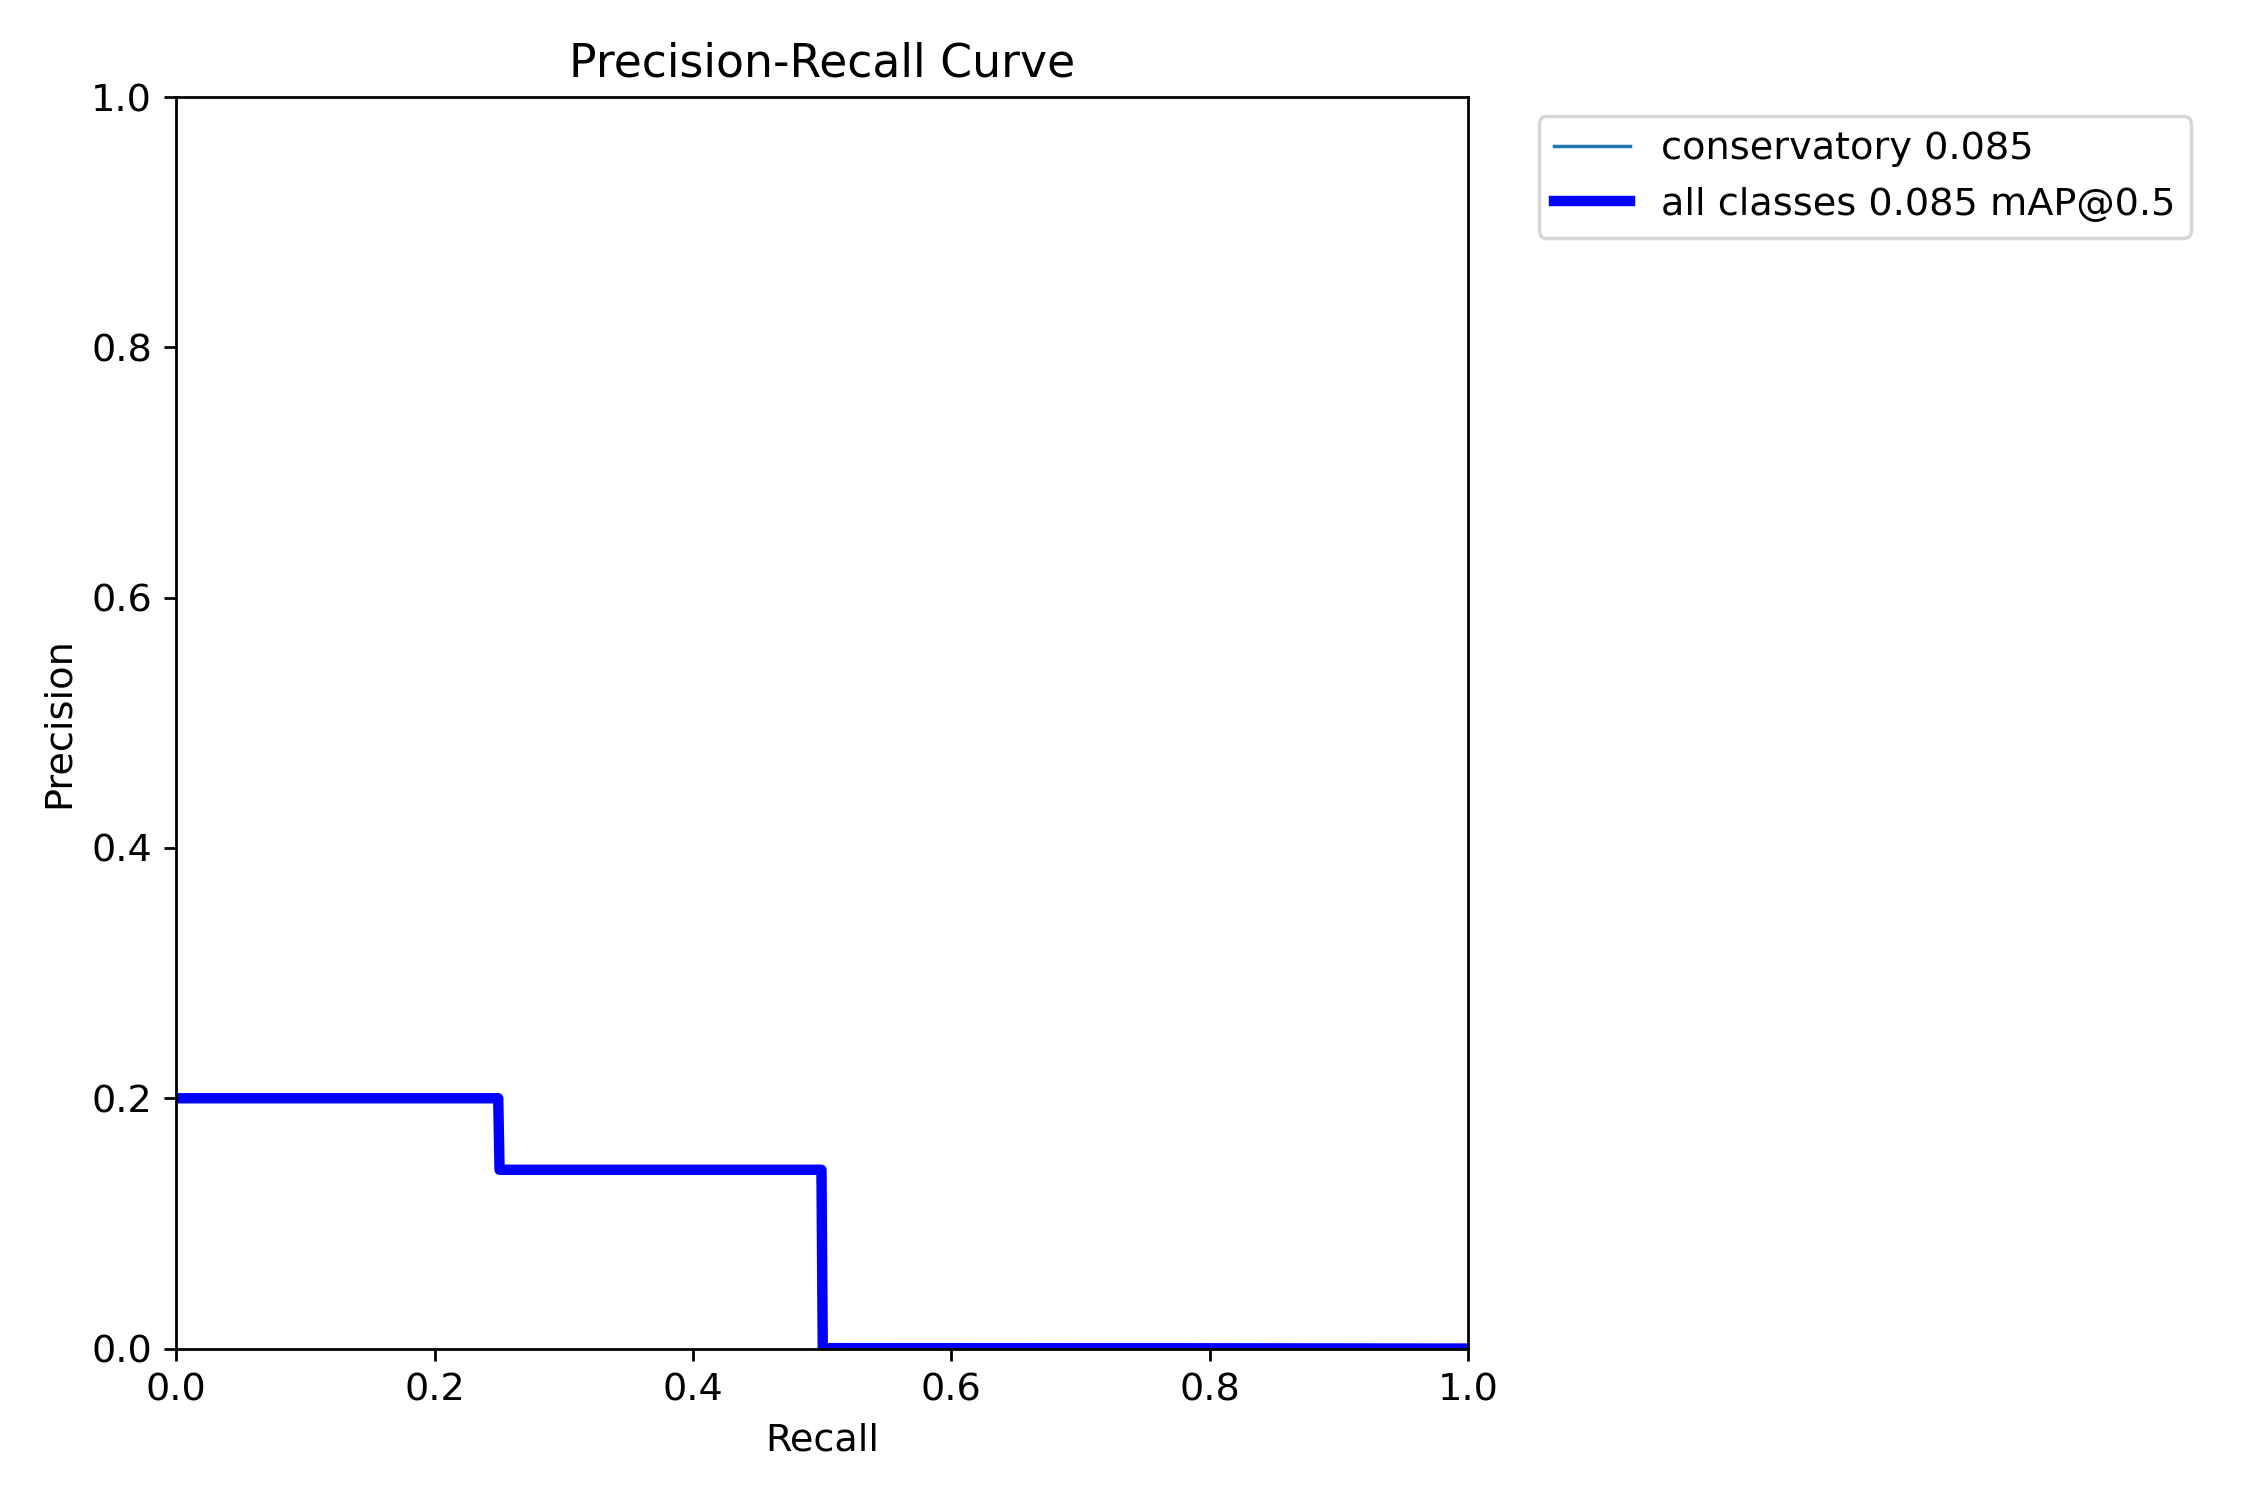 Precision-Recall Curve
1.0
0.8
0.6
0.4
0.2
0.0
Precision
0.0 0.2 0.4 0.6 0.8 1.0
Recall
conservatory 0.085
all classes 0.085 mAP@0.5